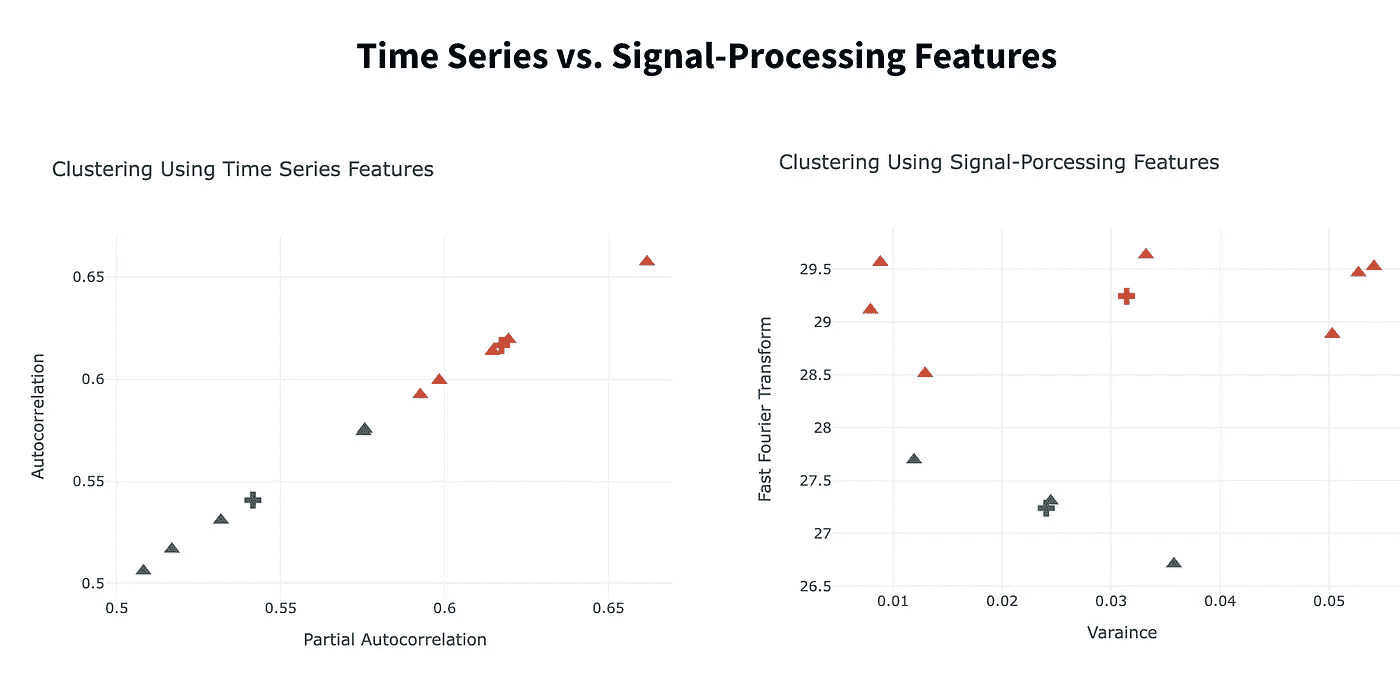 Time Series vs. Signal-Processing Features
Clustering Using Time Series Features
Autocorrelation
0.65
0.6
0.55
0.5
0.5
0.55
0.6
0.65
Partial Autocorrelation
Clustering Using Signal-Porcessing Features
Fast Fourier Transform
29.5
29
28.5
28
27.5
27
26.5
0.01
0.02
0.03
0.04
0.05
Varaince